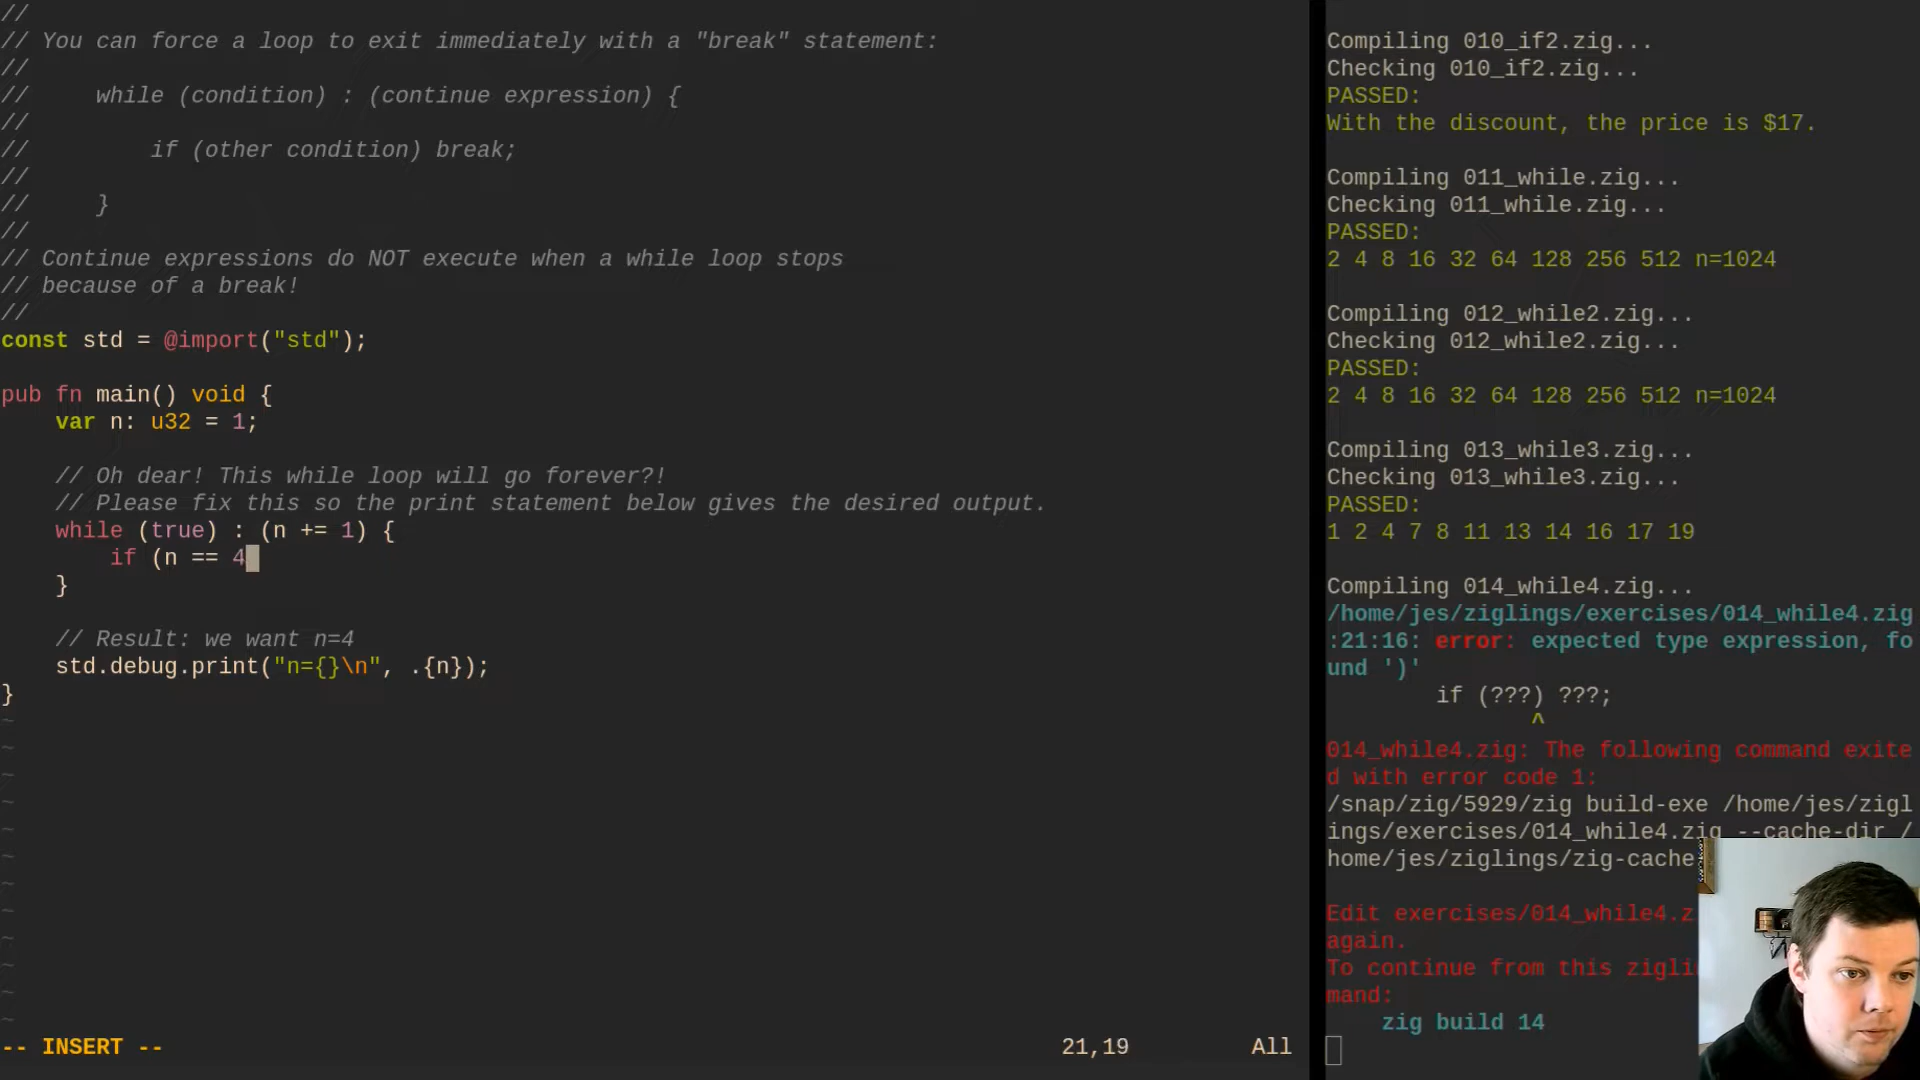 //
// You can force a loop to exit immediately with a "break" statement:
//
//     while (condition) : (continue expression) {
//
//         if (other condition) break;
//
//     }
//
// Continue expressions do NOT execute when a while loop stops
// because of a break!
//
const std = @import("std");
pub fn main() void {
    var n: u32 = 1;
    // Oh dear! This while loop will go forever?!
    // Please fix this so the print statement below gives the desired output.
    while (true) : (n += 1) {
        if (n == 4
    }
    // Result: we want n=4
    std.debug.print("n={}\n", .{n});
}
~
~
~
~
~
~
~
~
~
~
~
~
-- INSERT --
21,19
All
Compiling 010_if2.zig...
Checking 010_if2.zig...
PASSED:
With the discount, the price is $17.
Compiling 011_while.zig...
Checking 011_while.zig...
PASSED:
2 4 8 16 32 64 128 256 512 n=1024
Compiling 012_while2.zig...
Checking 012_while2.zig...
PASSED:
2 4 8 16 32 64 128 256 512 n=1024
Compiling 013_while3.zig...
Checking 013_while3.zig...
PASSED:
1 2 4 7 8 11 13 14 16 17 19
Compiling 014_while4.zig...
/home/jes/ziglings/exercises/014_while4.zig
:21:16: error: expected type expression, fo
und ')'
        if (???) ???;
               ^
014_while4.zig: The following command exite
d with error code 1:
/snap/zig/5929/zig build-exe /home/jes/zigl
ings/exercises/014_while4.zig --cache-dir /
home/jes/ziglings/zig-cache
Edit exercises/014_while4.z
again.
To continue from this zigli
mand:
    zig build 14